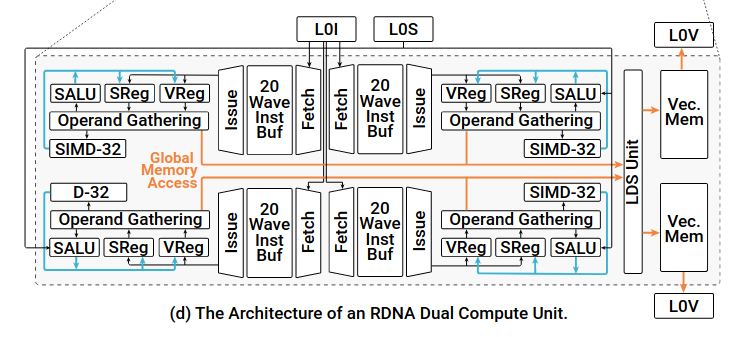 L0I
L0S
L0V
SALU
SReg
VReg
Operand Gathering
SIMD-32
Issue
20
Wave
Inst
Buf
Fetch
Fetch
20
Wave
Inst
Buf
Issue
VReg
SReg
SALU
Operand Gathering
SIMD-32
Global
Memory
Access
LDS Unit
Vec.
Mem
D-32
Operand Gathering
SALU
SReg
VReg
Issue
20
Wave
Inst
Buf
Fetch
Fetch
20
Wave
Inst
Buf
Issue
SIMD-32
Operand Gathering
VReg
SReg
SALU
Vec.
Mem
L0V
(d) The Architecture of an RDNA Dual Compute Unit.